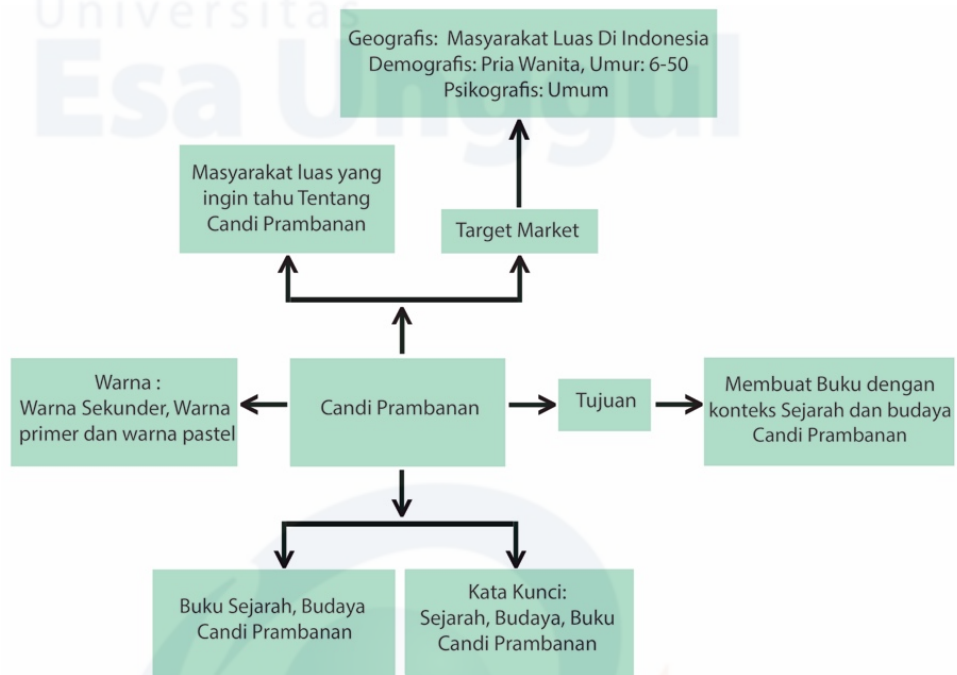 Universitas
Esa Unggul
Geografis: Masyarakat Luas Di Indonesia
Demografis: Pria Wanita, Umur: 6-50
Psikografis: Umum
Masyarakat luas yang
ingin tahu Tentang
Candi Prambanan
Target Market
Warna :
Warna Sekunder, Warna
primer dan warna pastel
Candi Prambanan
Tujuan
Membuat Buku dengan
konteks Sejarah dan budaya
Candi Prambanan
Buku Sejarah, Budaya
Candi Prambanan
Kata Kunci:
Sejarah, Budaya, Buku
Candi Prambanan